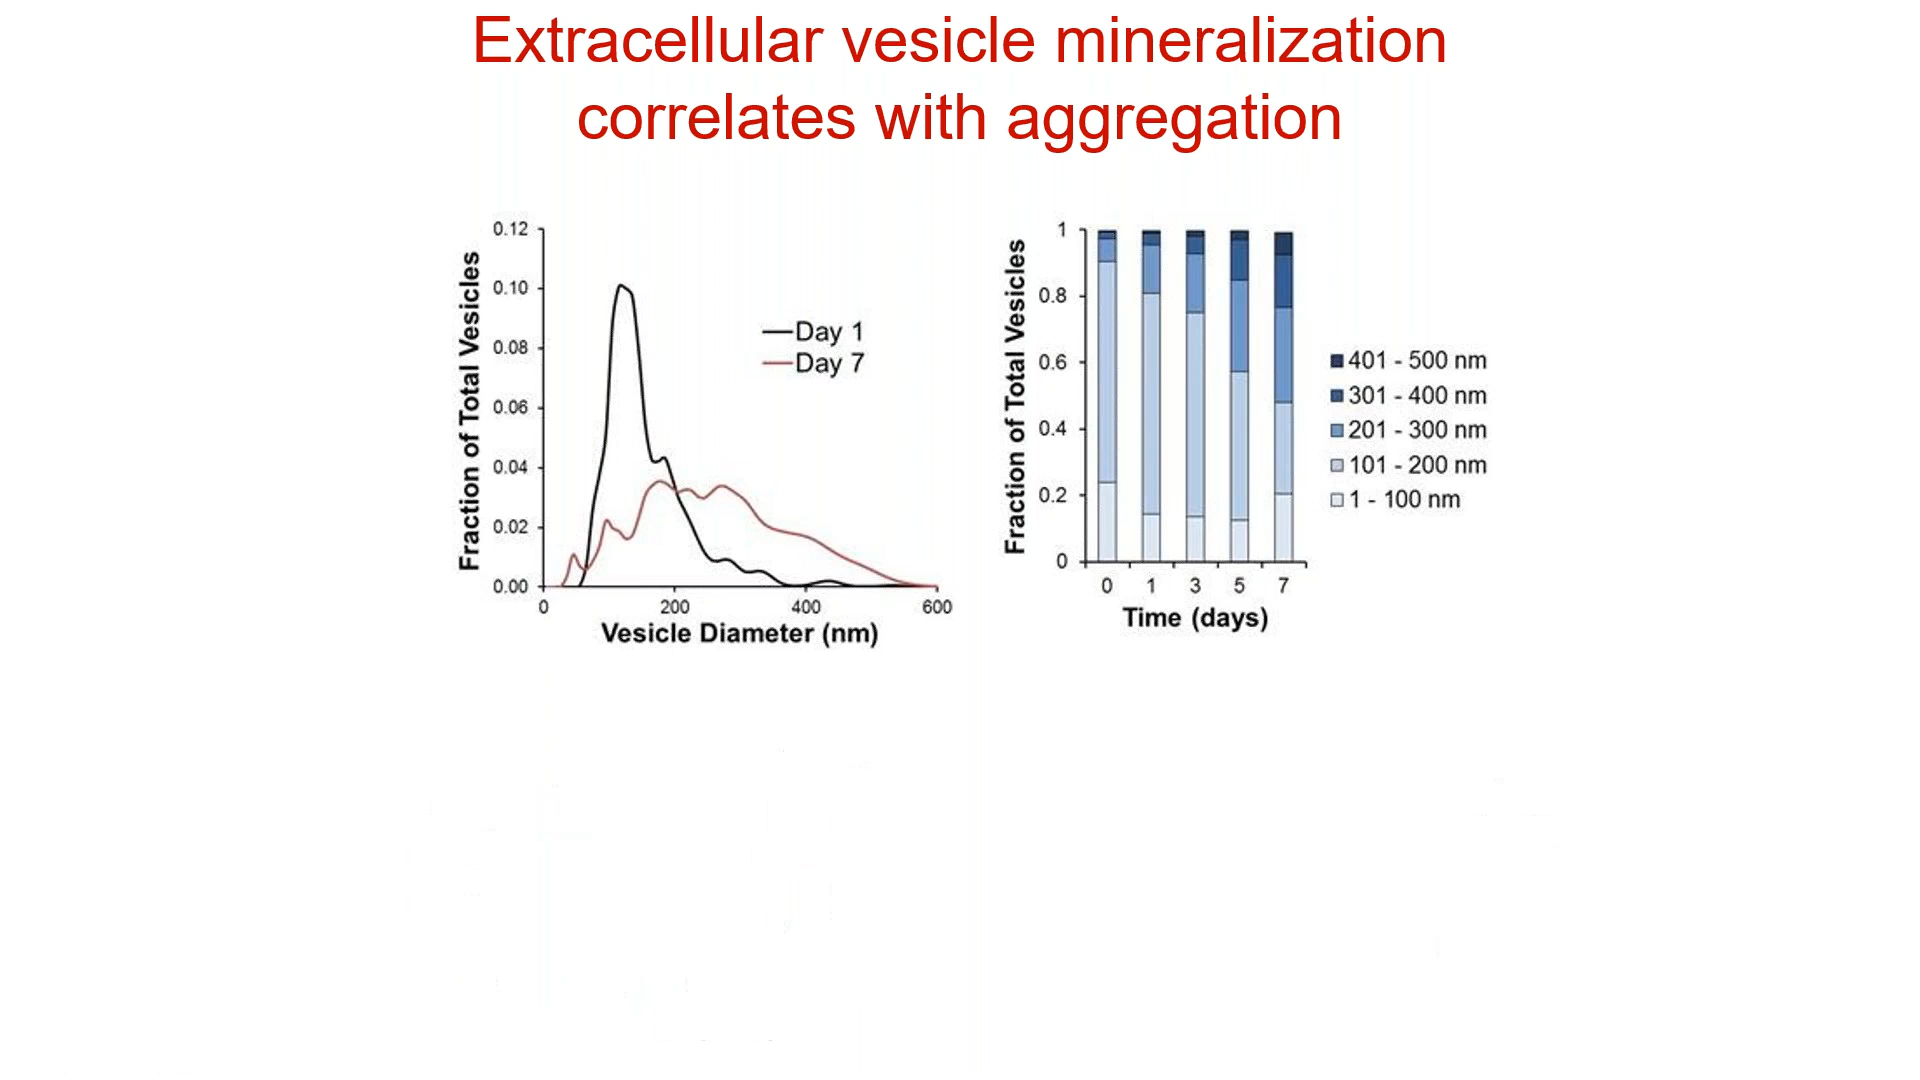 Extracellular vesicle mineralization
correlates with aggregation
Fraction of Total Vesicles
0.12
0.10
0.08
0.06
0.04
0.02
0.00
0
200
400
600
Vesicle Diameter (nm)
Day 1
Day 7
Fraction of Total Vesicles
1
0.8
0.6
0.4
0.2
0
0
1
3
5
7
Time (days)
401 - 500 nm
301 - 400 nm
201 - 300 nm
101 - 200 nm
1 - 100 nm